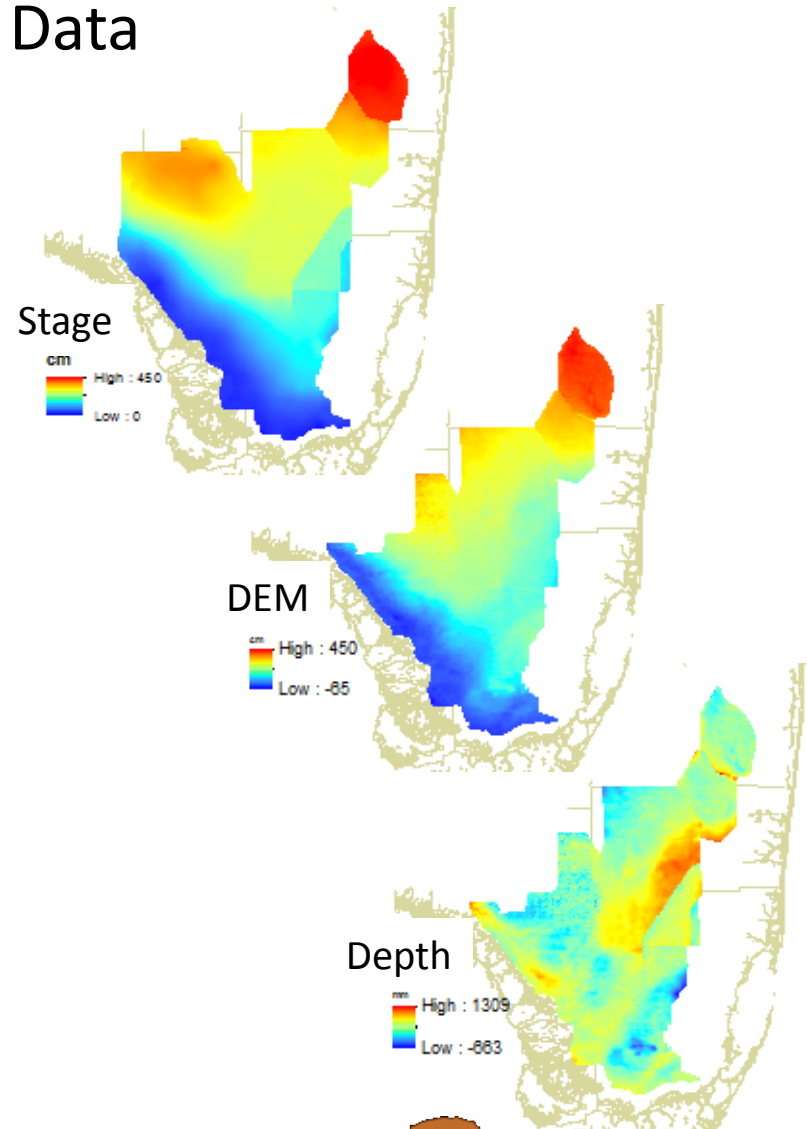 Data
Stage
cm
High : 450
Low : 0
DEM
cm
High : 450
Low : -65
Depth
mm
High : 1309
Low : -663